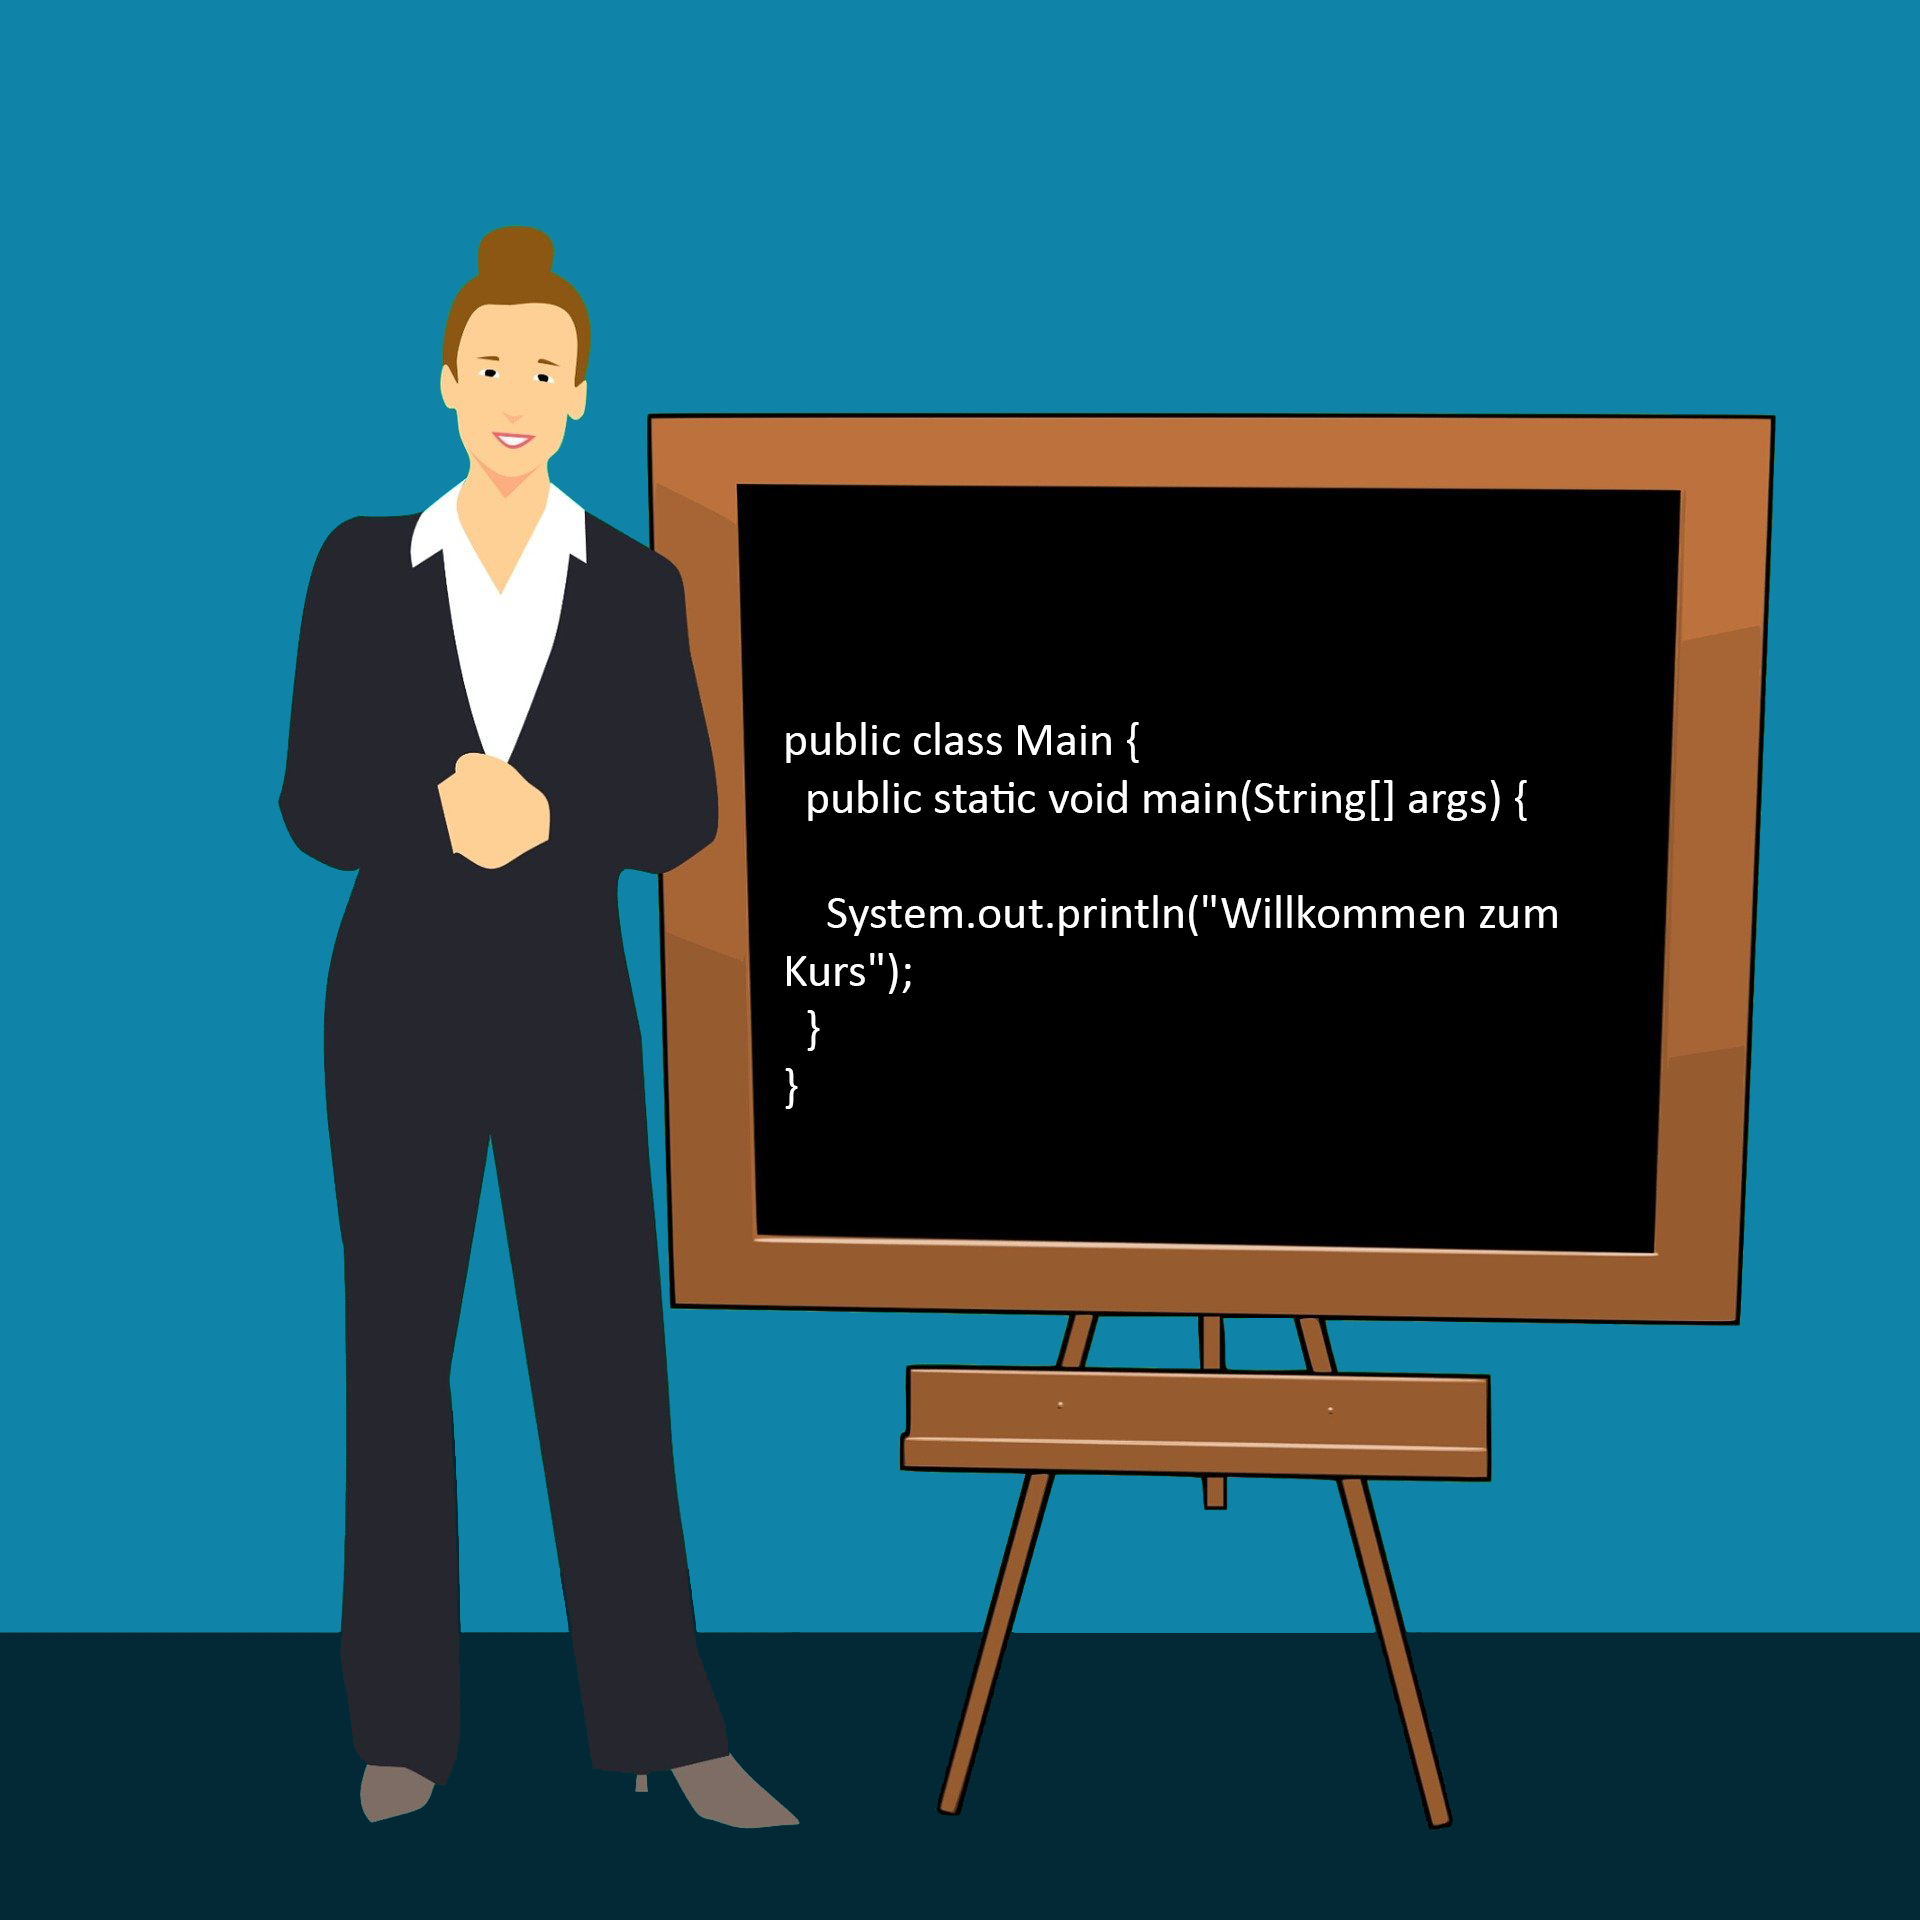 public class Main {
  public static void main(String[] args) {

    System.out.println("Willkommen zum
Kurs");
  }
}